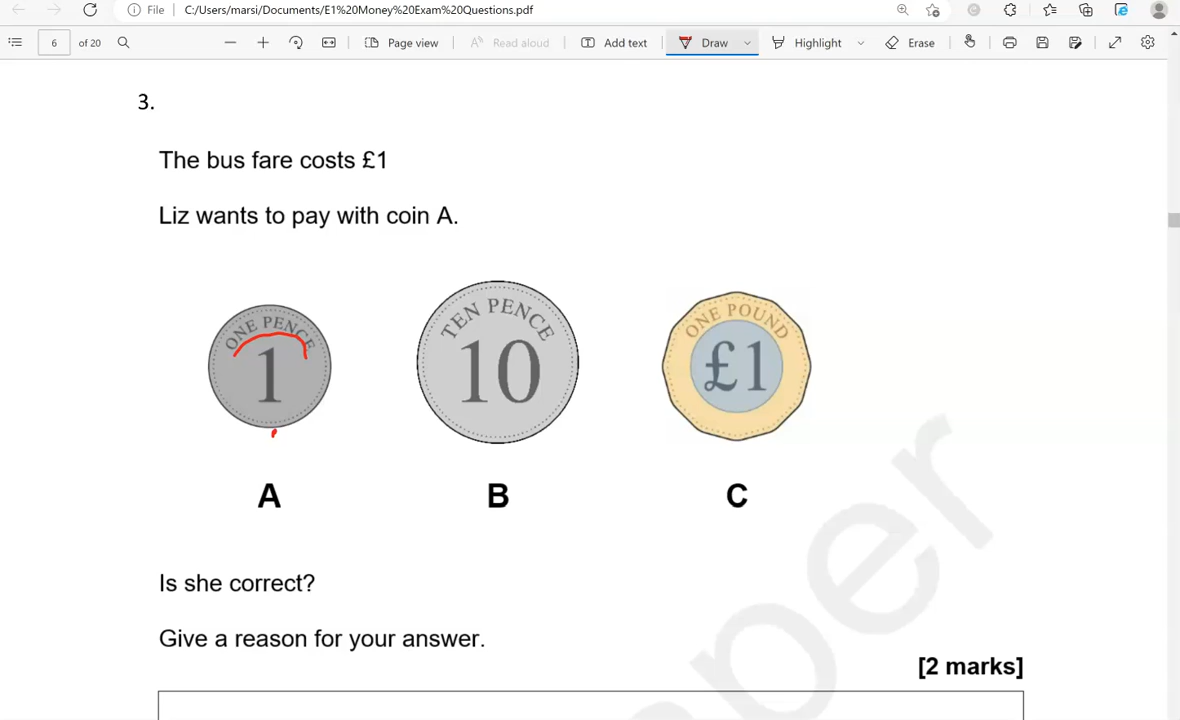 File C:/Users/marsi/Documents/E1%20Money%20Exam%20Questions.pdf
6 of 20 Page view Read aloud Add text Draw Highlight Erase
3.
The bus fare costs £1
Liz wants to pay with coin A.
ONE PENCE
1
TEN PENCE
10
ONE POUND
£1
A B C
Is she correct?
Give a reason for your answer.
[2 marks]
per